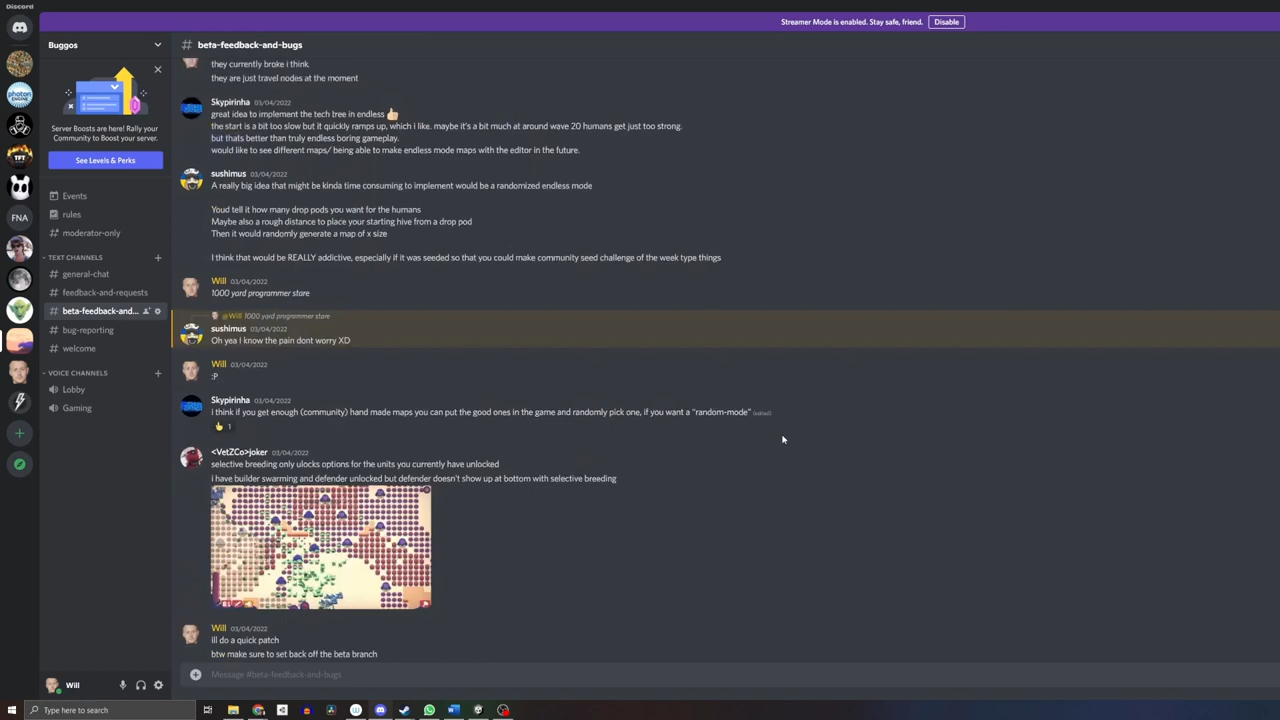 Discord
Streamer Mode is enabled. Stay safe, friend.
Disable
Buggos
Server Boosts are here! Rally your
Community to Boost your server.
See Levels & Perks
Events
rules
moderator-only
TEXT CHANNELS
general-chat
feedback-and-requests
beta-feedback-and...
bug-reporting
welcome
VOICE CHANNELS
Lobby
Gaming
photon
ENGINE
TFT
FNA
Will
# beta-feedback-and-bugs
they currently broke i think
they are just travel nodes at the moment
Skypirinha 03/04/2022
great idea to implement the tech tree in endless
the start is a bit too slow but it quickly ramps up, which i like. maybe it's a bit much at around wave 20 humans get just too strong.
but thats better than truly endless boring gameplay.
would like to see different maps/ being able to make endless mode maps with the editor in the future.
sushimus 03/04/2022
A really big idea that might be kinda time consuming to implement would be a randomized endless mode
Youd tell it how many drop pods you want for the humans
Maybe also a rough distance to place your starting hive from a drop pod
Then it would randomly generate a map of x size
I think that would be REALLY addictive, especially if it was seeded so that you could make community seed challenge of the week type things
Will 03/04/2022
1000 yard programmer stare
@Will 1000 yard programmer stare
sushimus 03/04/2022
Oh yea I know the pain dont worry XD
Will 03/04/2022
:P
Skypirinha 03/04/2022
i think if you get enough (community) hand made maps you can put the good ones in the game and randomly pick one, if you want a "random-mode" (edited)
1
<VetZCo>joker 03/04/2022
selective breeding only ulocks options for the units you currently have unlocked
i have builder swarming and defender unlocked but defender doesn't show up at bottom with selective breeding
Will 03/04/2022
ill do a quick patch
btw make sure to set back off the beta branch
Message #beta-feedback-and-bugs
Type here to search